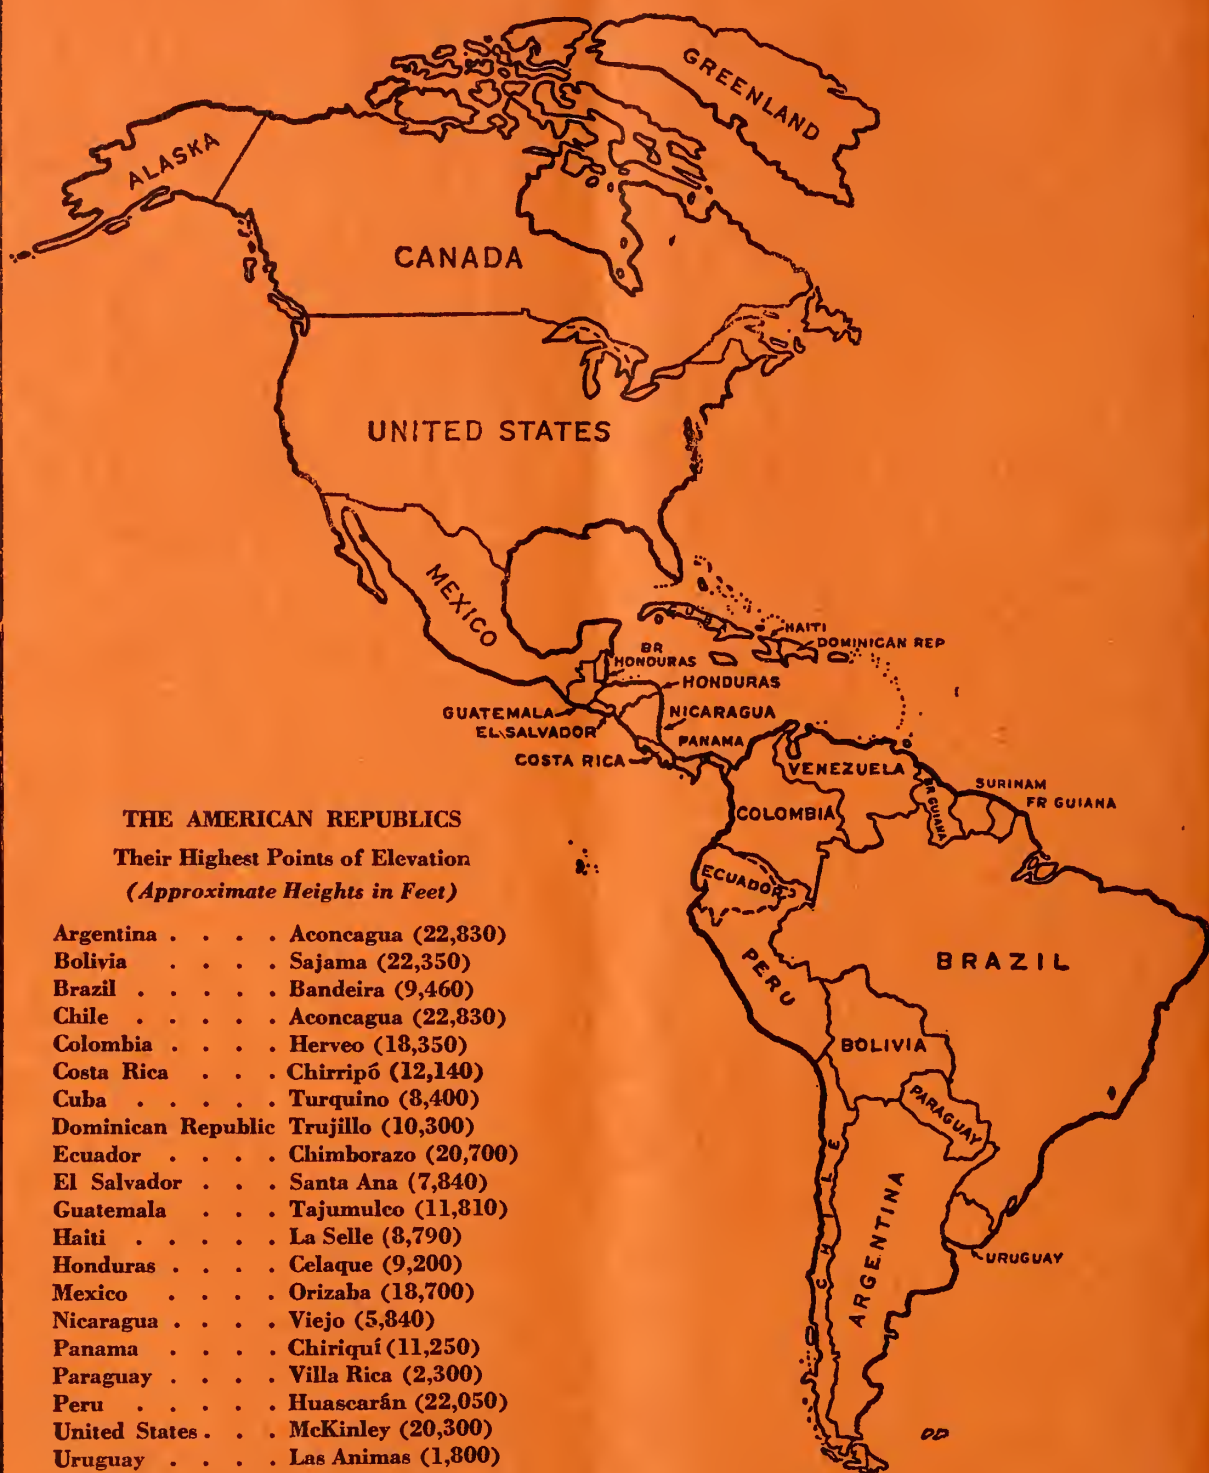 GREENLAND
ALASKA
CANADA
UNITED STATES
MEXICO
CUBA
HAITI
DOMINICAN REP
BR
HONDURAS
HONDURAS
GUATEMALA
NICARAGUA
EL SALVADOR
PANAMA
COSTA RICA
VENEZUELA
SURINAM
FR GUIANA
BR GUIANA
COLOMBIA
ECUADOR
BRAZIL
PERU
BOLIVIA
PARAGUAY
CHILE
ARGENTINA
URUGUAY
THE AMERICAN REPUBLICS
Their Highest Points of Elevation
(Approximate Heights in Feet)
Argentina . . . . Aconcagua (22,830)
Bolivia . . . . Sajama (22,350)
Brazil . . . . . Bandeira (9,460)
Chile . . . . . Aconcagua (22,830)
Colombia . . . . Herveo (18,350)
Costa Rica . . . Chirripó (12,140)
Cuba . . . . . Turquino (8,400)
Dominican Republic Trujillo (10,300)
Ecuador . . . . Chimborazo (20,700)
El Salvador . . . Santa Ana (7,840)
Guatemala . . . Tajumulco (11,810)
Haiti . . . . . La Selle (8,790)
Honduras . . . . Celaque (9,200)
Mexico . . . . Orizaba (18,700)
Nicaragua . . . . Viejo (5,840)
Panama . . . . Chiriquí (11,250)
Paraguay . . . . Villa Rica (2,300)
Peru . . . . . Huascarán (22,050)
United States . . . McKinley (20,300)
Uruguay . . . . Las Animas (1,800)